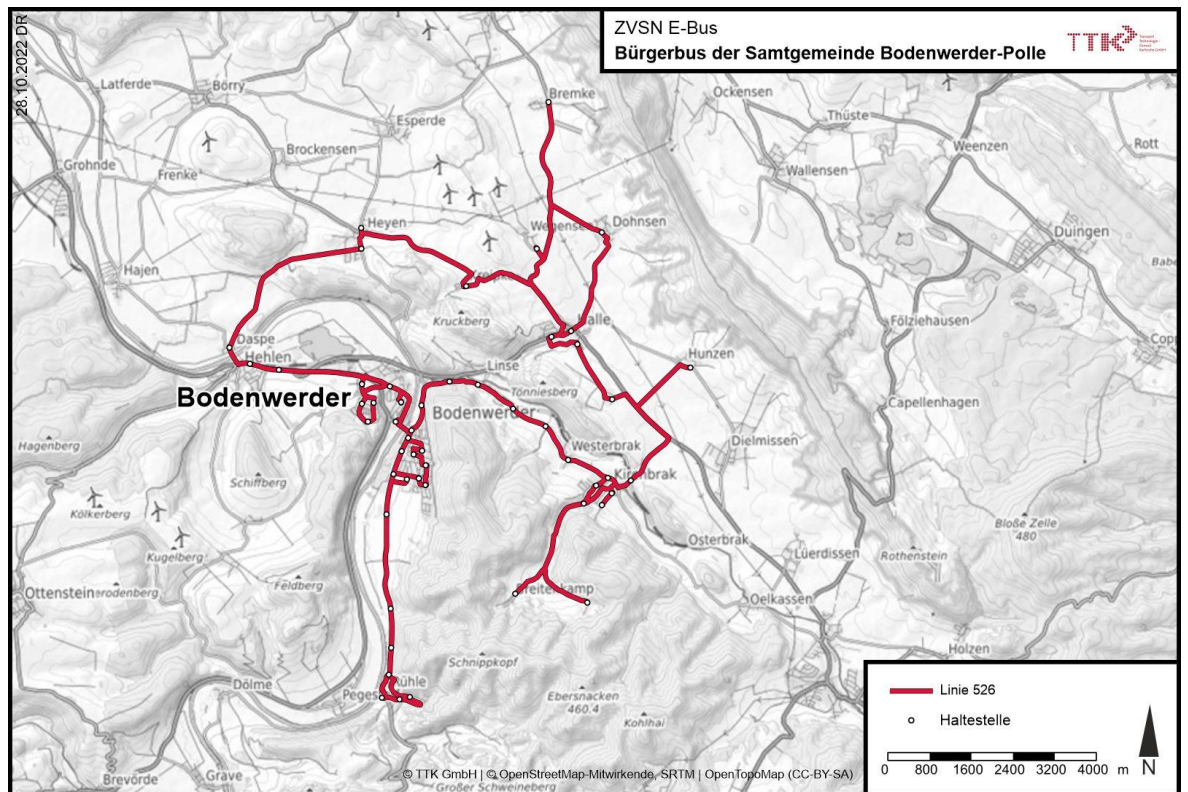 28.10.2022 DR
ZVSN E-Bus
Bürgerbus der Samtgemeinde Bodenwerder-Polle
TTK
Bremke
Ockensen
Latferde
Börry
Esperde
Thüste
Weenzen
Rott
Brockensen
Grohnde
Frenke
Wallensen
Heyen
Dohnsen
Duingen
Hajen
Kruckberg
Halle
Fölziehausen
Daspe
Hehlen
Linse
Hunzen
Bodenwerder
Tönniesberg
Bodenwerder
Capellenhagen
Hagenberg
Westerbrak
Dielmissen
Schiffberg
Kirchbrak
Kölkerberg
Bloße Zelle
480
Kugelberg
Osterbrak
Lüerdissen
Rothenstein
Feldberg
Ottenstein
Breitenkamp
Oelkassen
Schnippkopf
Holzen
Dölme
Rühle
Ebersnacken
460.4
Kohlhai
Linie 526
Haltestelle
0 800 1600 2400 3200 4000 m
N
Brevörde
Grave
© TTK GmbH | © OpenStreetMap-Mitwirkende, SRTM | OpenTopoMap (CC-BY-SA)
Großer Schweineberg